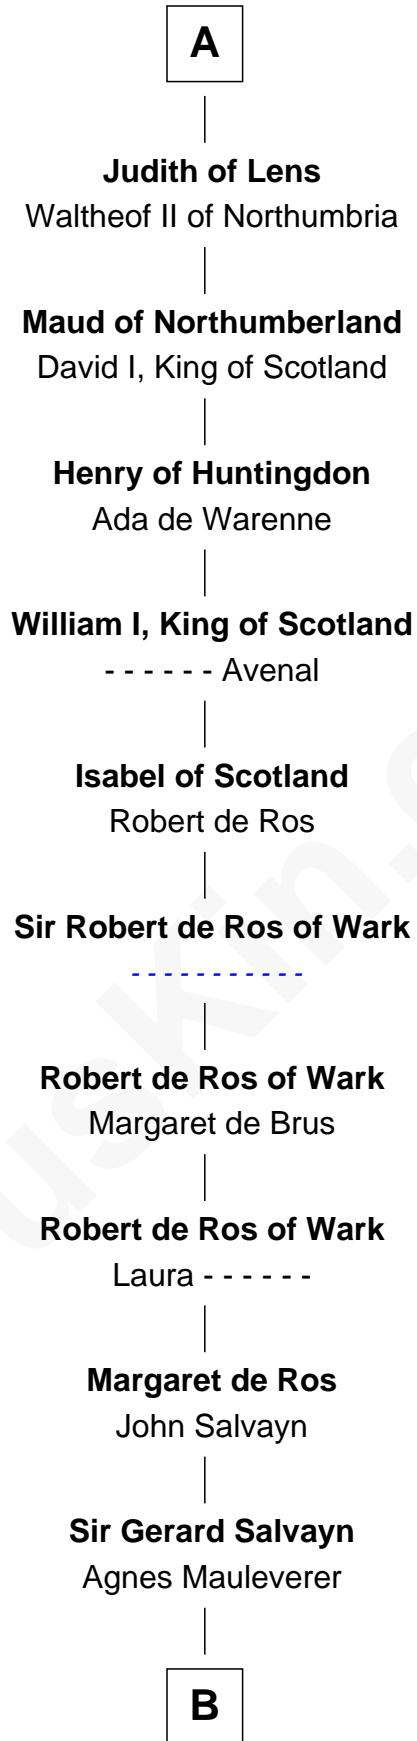 A
Judith of Lens
Waltheof II of Northumbria
Maud of Northumberland
David I, King of Scotland
Henry of Huntingdon
Ada de Warenne
William I, King of Scotland
- - - - - - Avenal
Isabel of Scotland
Robert de Ros
Sir Robert de Ros of Wark
- - - - - - - - - - -
Robert de Ros of Wark
Margaret de Brus
Robert de Ros of Wark
Laura - - - - - -
Margaret de Ros
John Salvayn
Sir Gerard Salvayn
Agnes Mauleverer
B